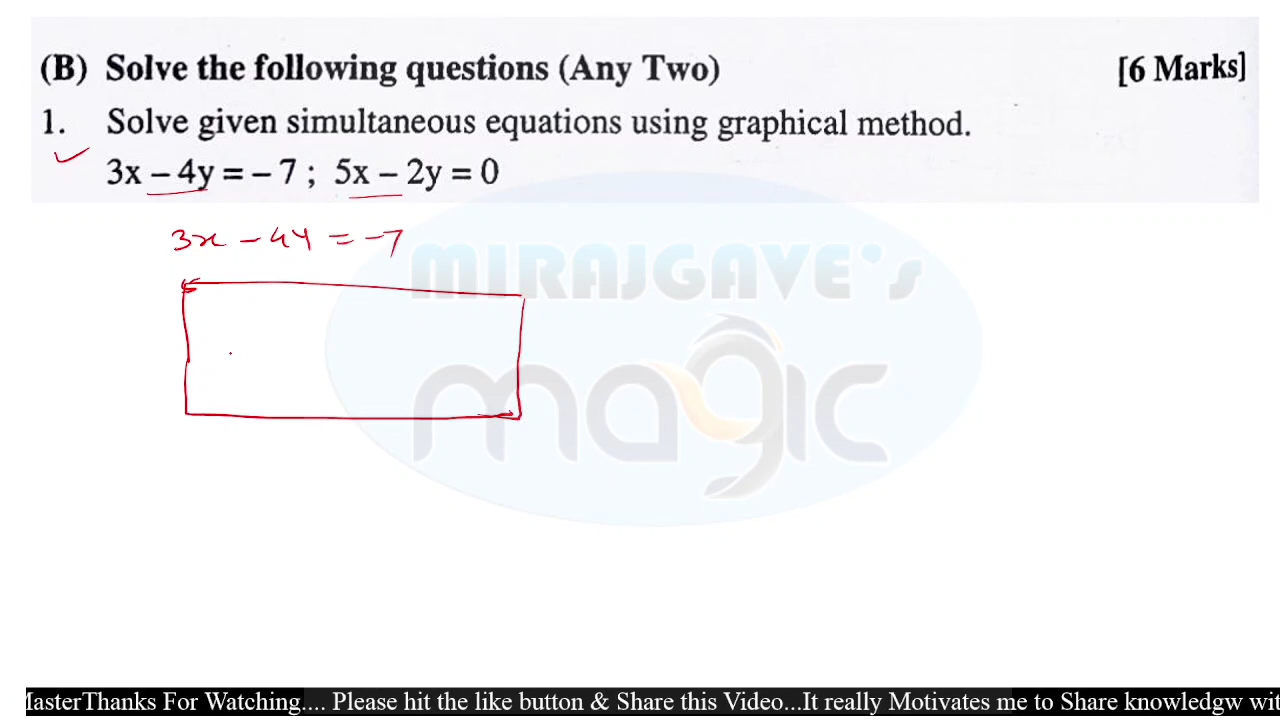 (B) Solve the following questions (Any Two) [6 Marks]
1. Solve given simultaneous equations using graphical method.
3x – 4y = – 7 ; 5x – 2y = 0
3x – 4y = –7
MIRAJGAVE's
magic
MasterThanks For Watching.... Please hit the like button & Share this Video...It really Motivates me to Share knowledgw wit